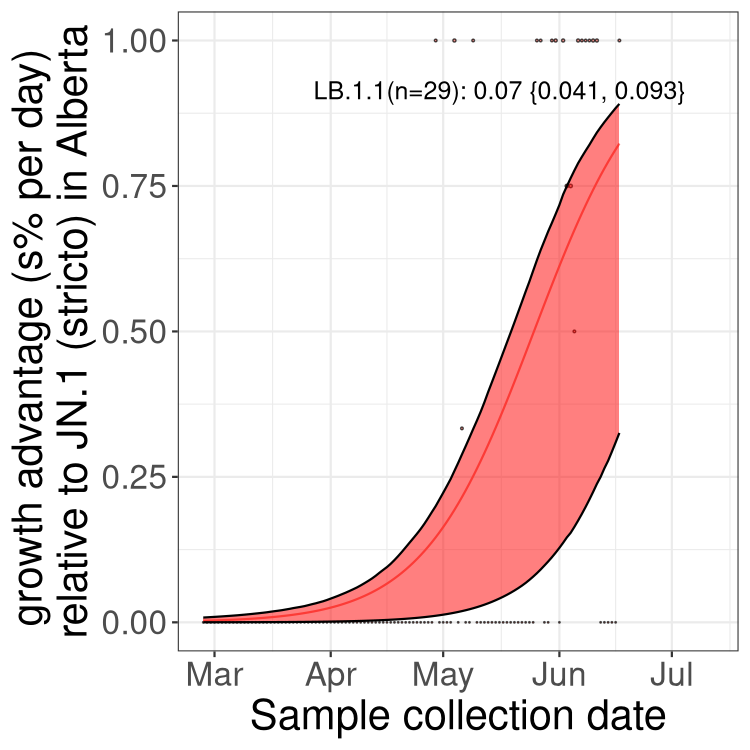 growth advantage (s% per day)
relative to JN.1 (stricto) in Alberta
1.00
0.75
0.50
0.25
0.00
LB.1.1(n=29): 0.07 {0.041, 0.093}
Mar Apr May Jun Jul
Sample collection date